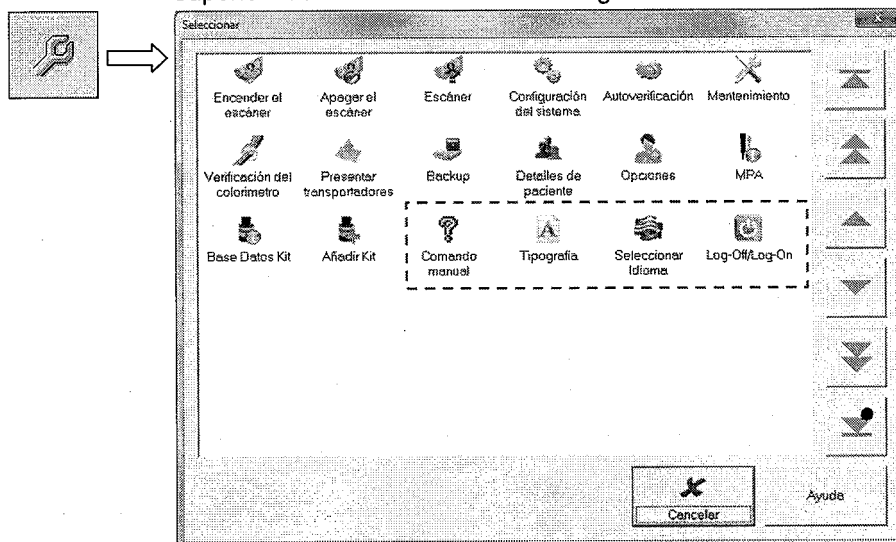 Seleccionar
Encender el escáner
Apagar el escáner
Escáner
Configuración del sistema
Autoverificación
Mantenimiento
Verificación del colorímetro
Presentar transportadores
Backup
Detalles de paciente
Opciones
MPA
Base Datos Kit
Añadir Kit
Comando manual
Tipografía
Seleccionar Idioma
Log-Off/Log-On
Cancelar
Ayuda